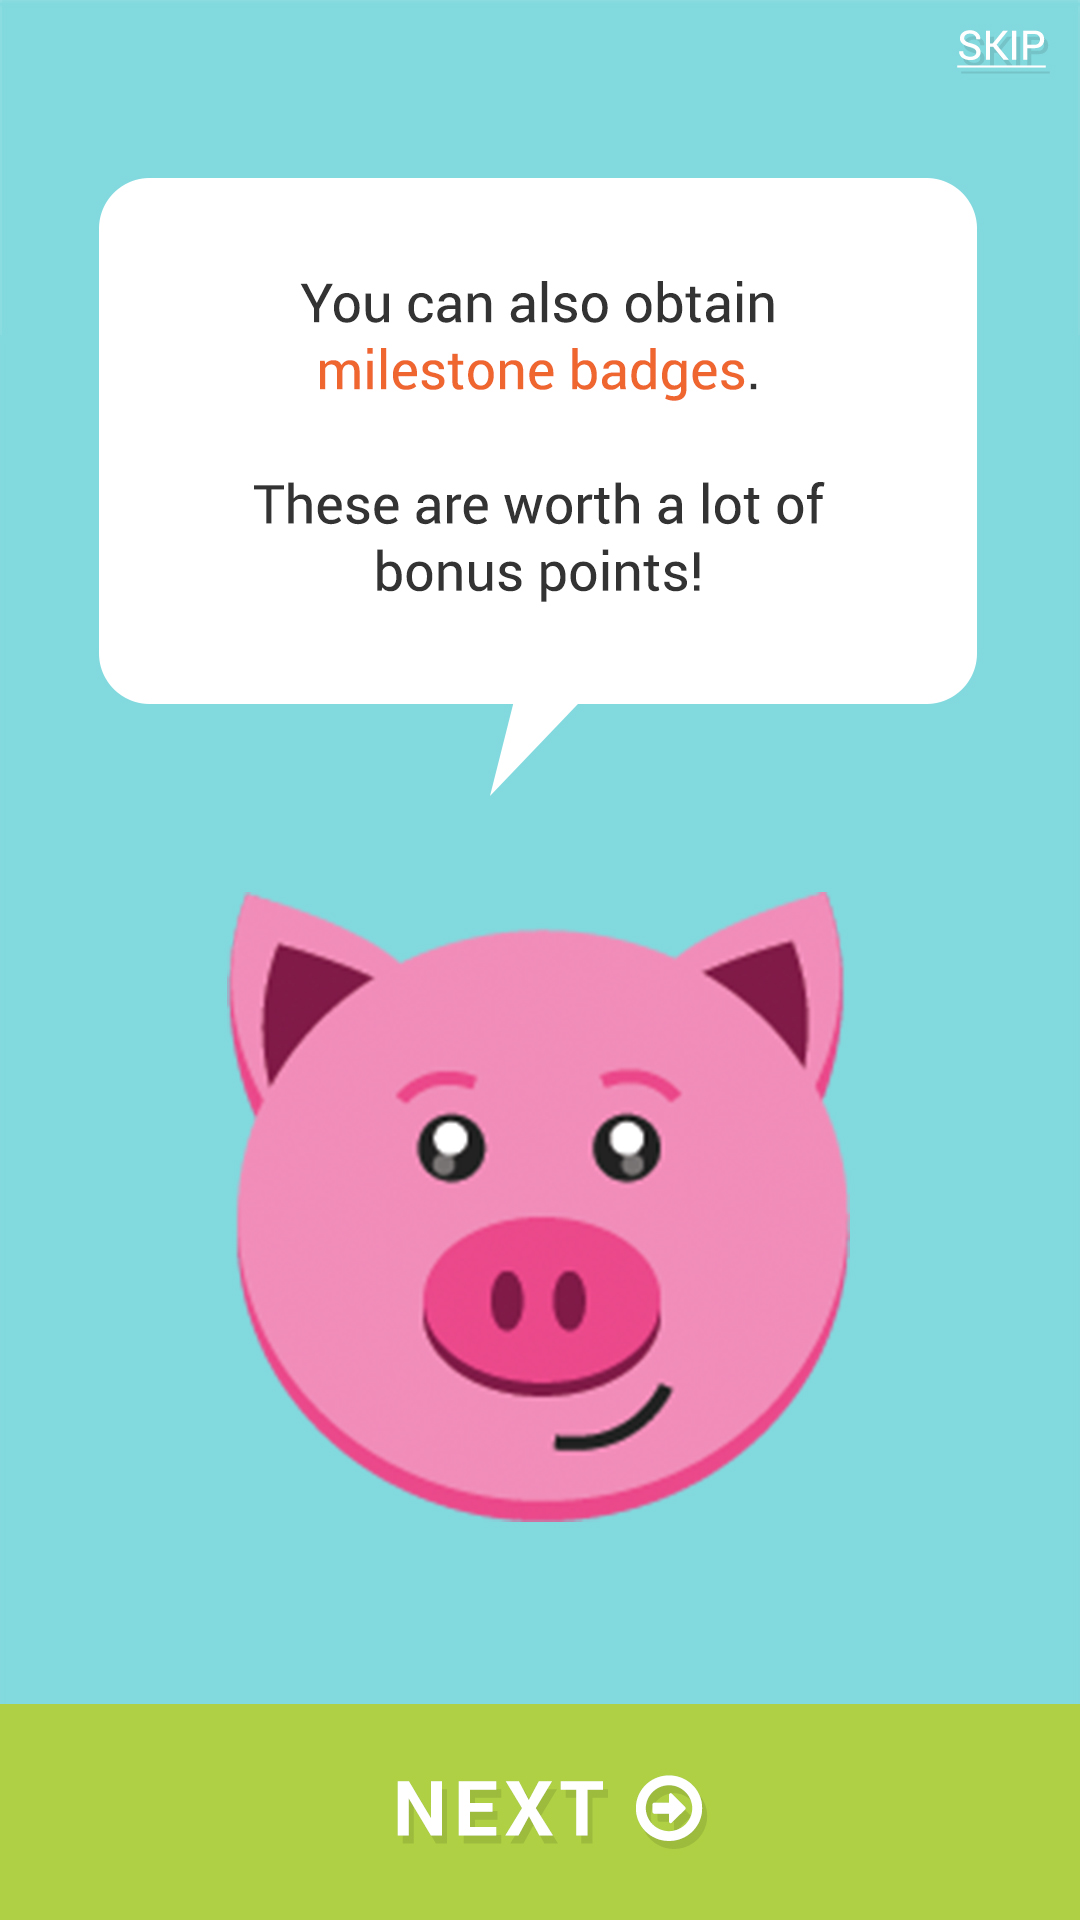 SKIP
You can also obtain
milestone badges.
These are worth a lot of
bonus points!
NEXT